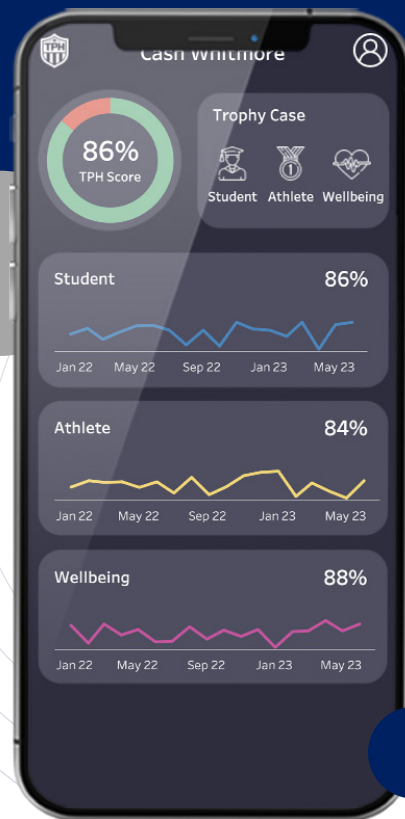 TPH
Cash Whitmore
86%
TPH Score
Trophy Case
1
Student Athlete Wellbeing
Student 86%
Jan 22 May 22 Sep 22 Jan 23 May 23
Athlete 84%
Jan 22 May 22 Sep 22 Jan 23 May 23
Wellbeing 88%
Jan 22 May 22 Sep 22 Jan 23 May 23